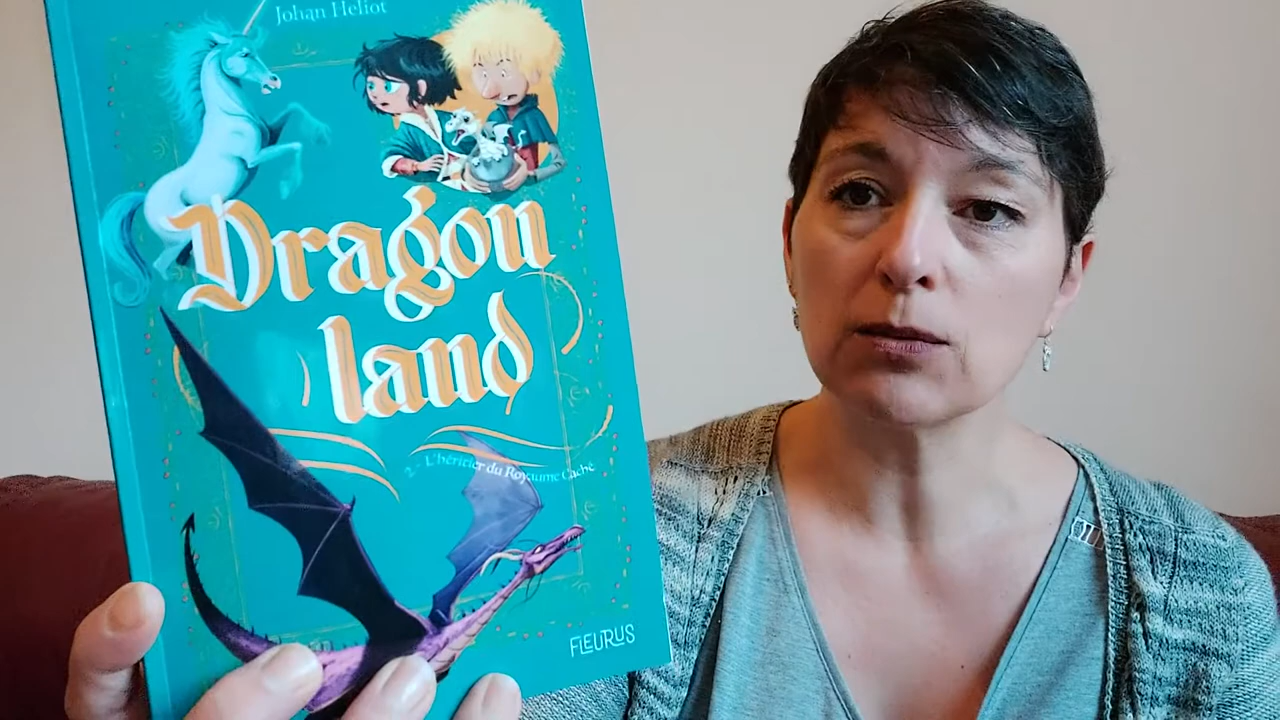 Johan Heliot
Dragon
land
2 - L'héritier du Royaume Caché
FLEURUS